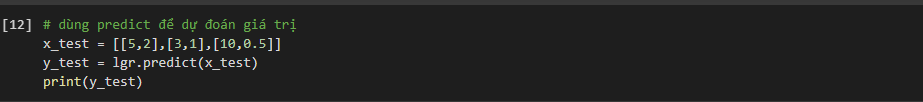 [12] # dùng predict để dự đoán giá trị
x_test = [[5,2],[3,1],[10,0.5]]
y_test = lgr.predict(x_test)
print(y_test)